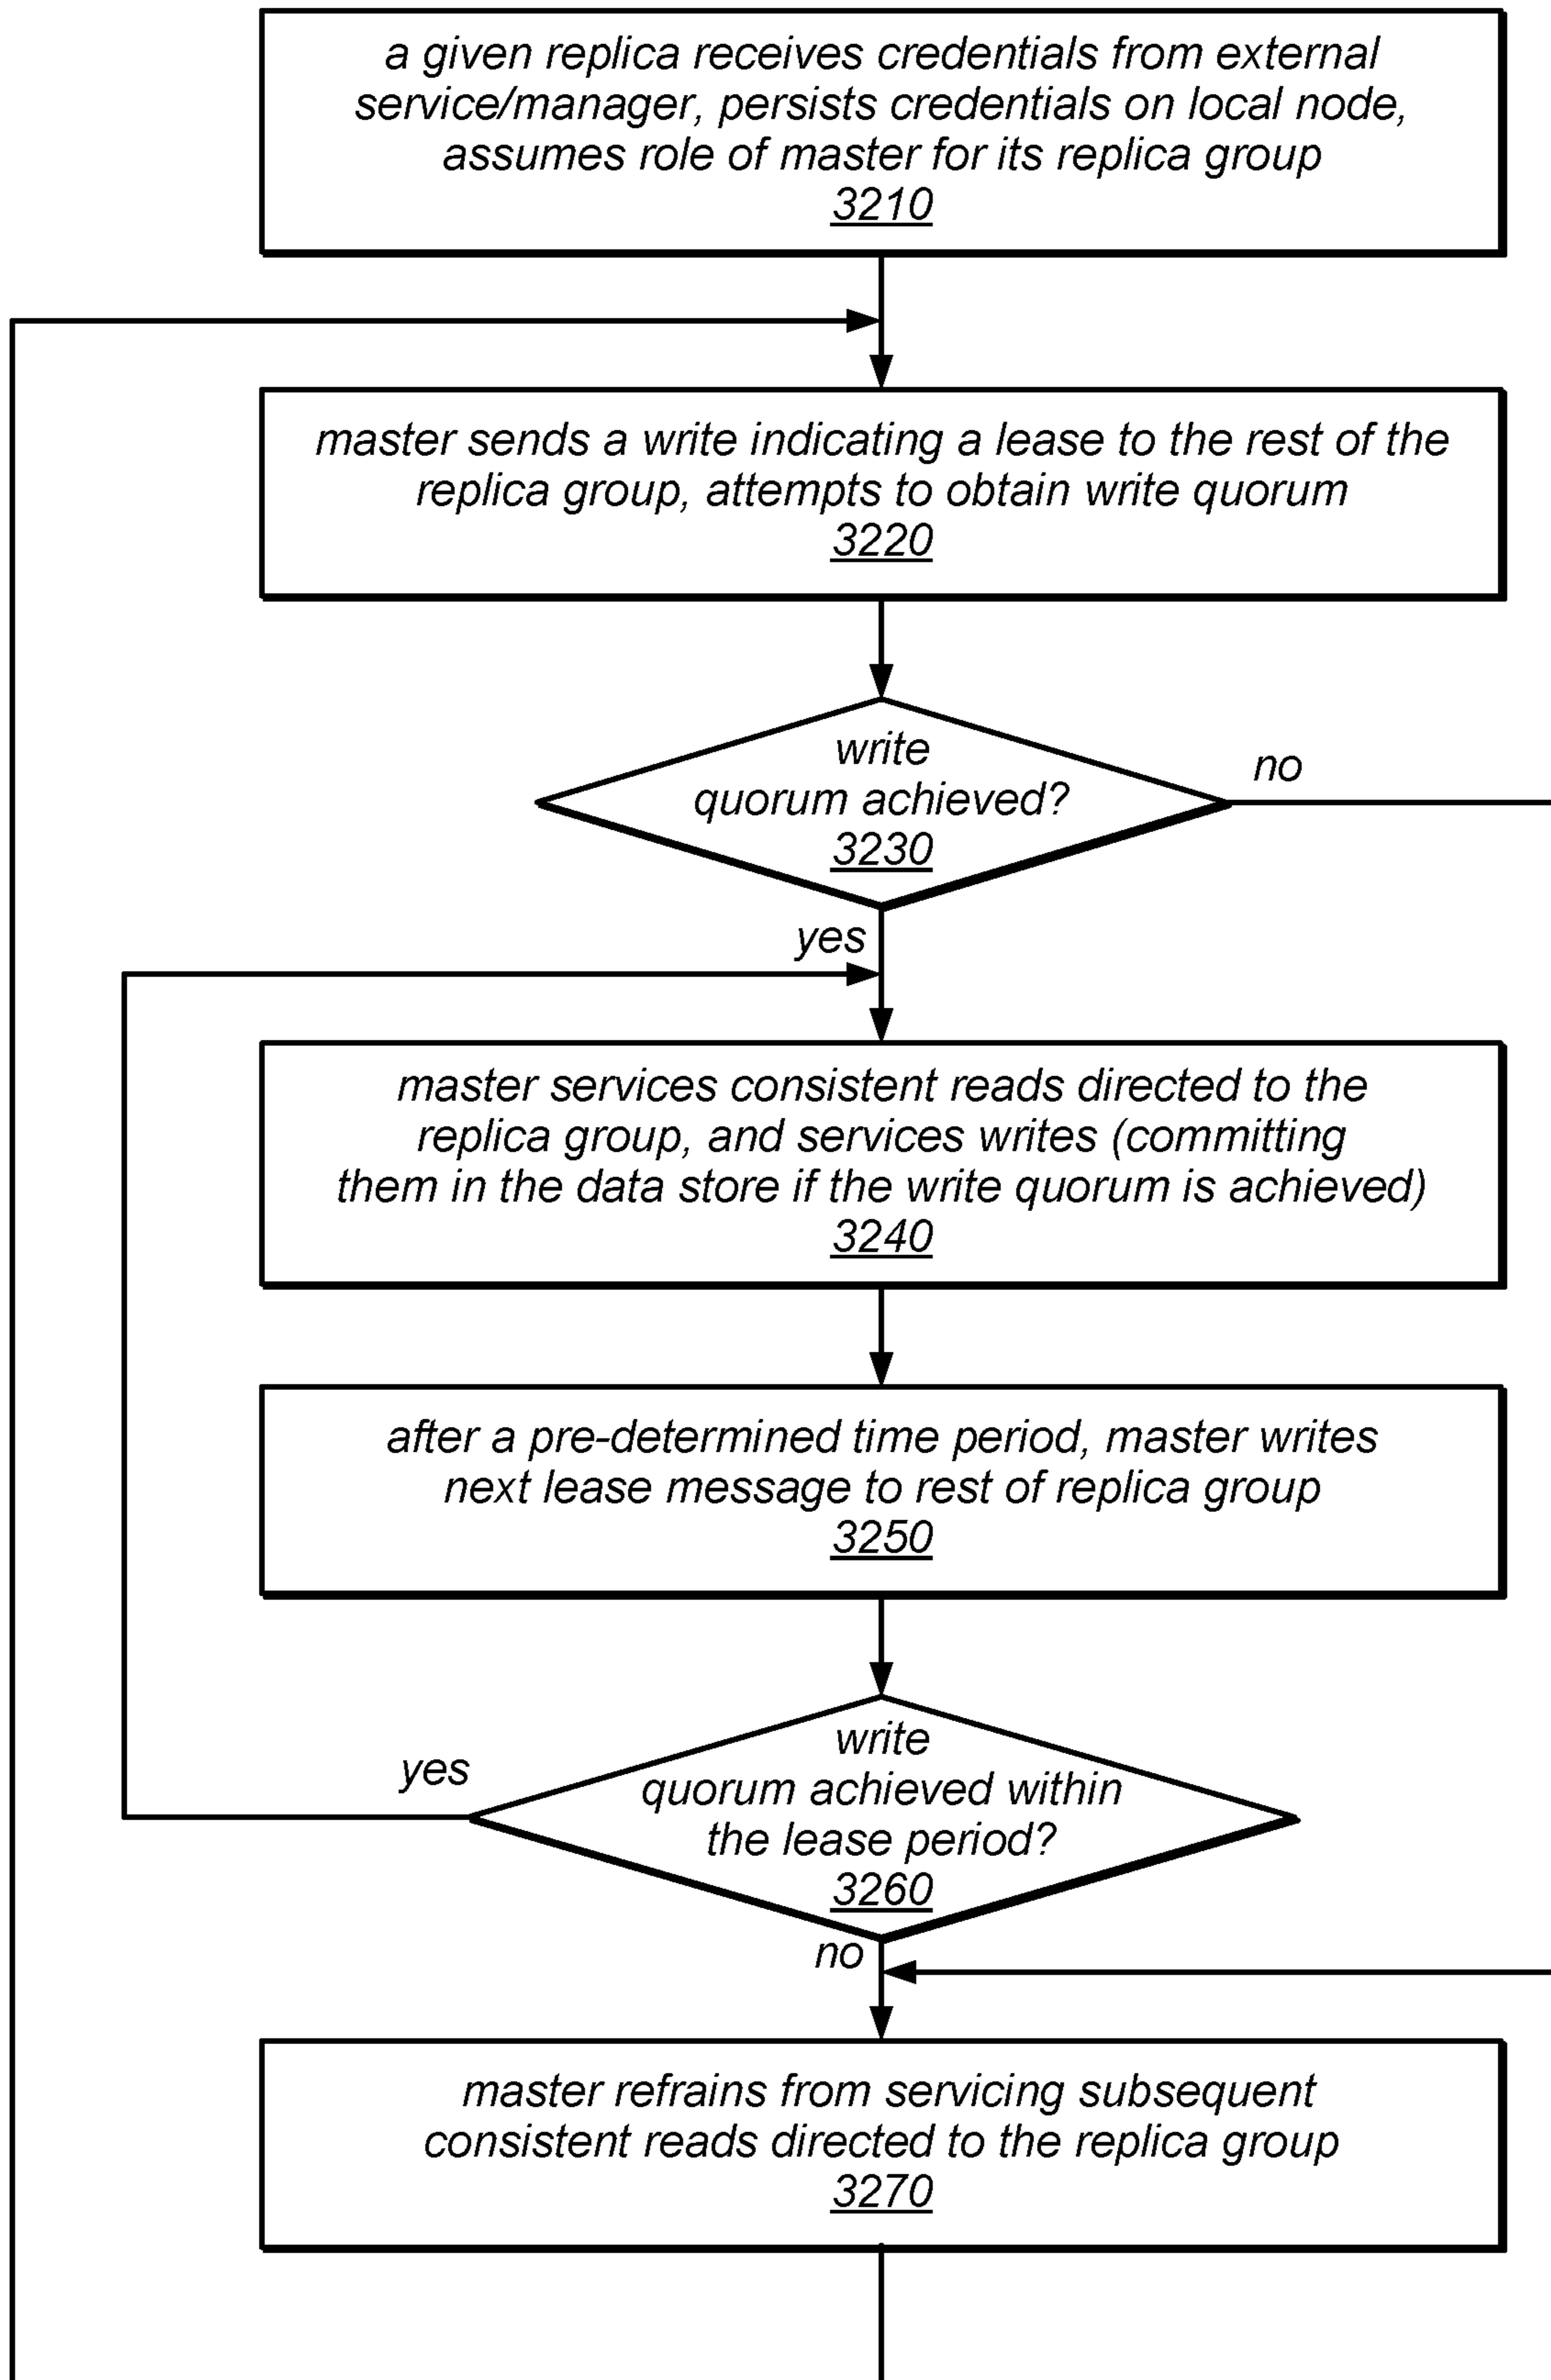 a given replica receives credentials from external
service/manager, persists credentials on local node,
assumes role of master for its replica group
3210
master sends a write indicating a lease to the rest of the
replica group, attempts to obtain write quorum
3220
write
quorum achieved?
3230
no
yes
master services consistent reads directed to the
replica group, and services writes (committing
them in the data store if the write quorum is achieved)
3240
after a pre-determined time period, master writes
next lease message to rest of replica group
3250
write
quorum achieved within
the lease period?
3260
yes
no
master refrains from servicing subsequent
consistent reads directed to the replica group
3270